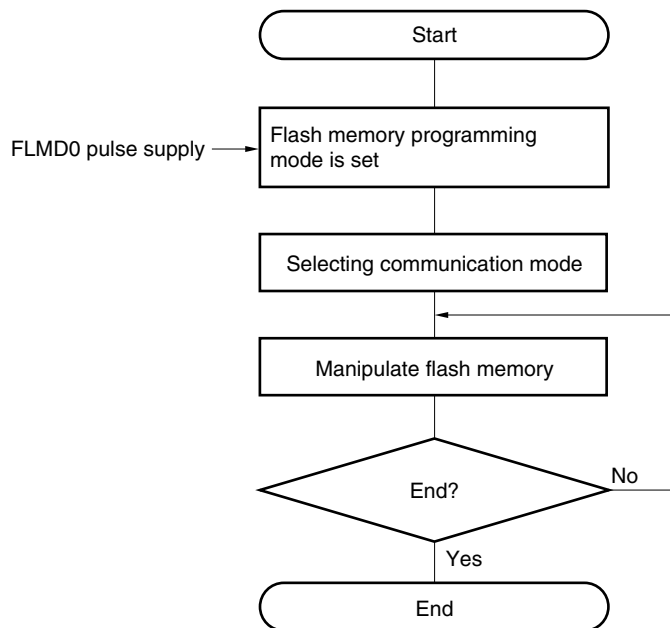 Start
FLMD0 pulse supply
Flash memory programming
mode is set
Selecting communication mode
Manipulate flash memory
End?
No
Yes
End